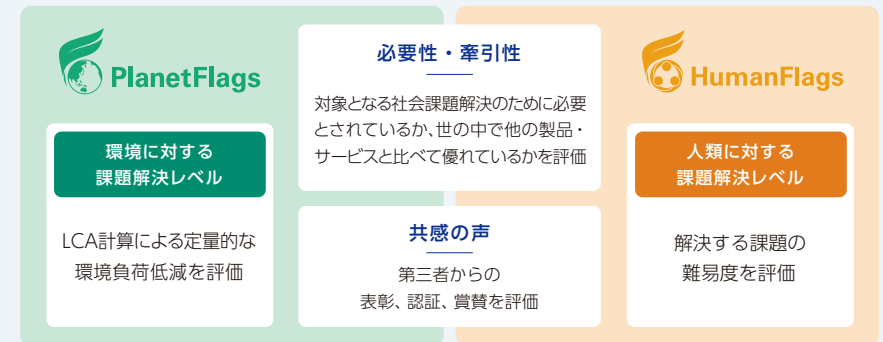 PlanetFlags
環境に対する
課題解決レベル
LCA計算による定量的な
環境負荷低減を評価
必要性・牽引性
対象となる社会課題解決のために必要
とされているか、世の中で他の製品・
サービスと比べて優れているかを評価
共感の声
第三者からの
表彰、認証、賞賛を評価
HumanFlags
人類に対する
課題解決レベル
解決する課題の
難易度を評価